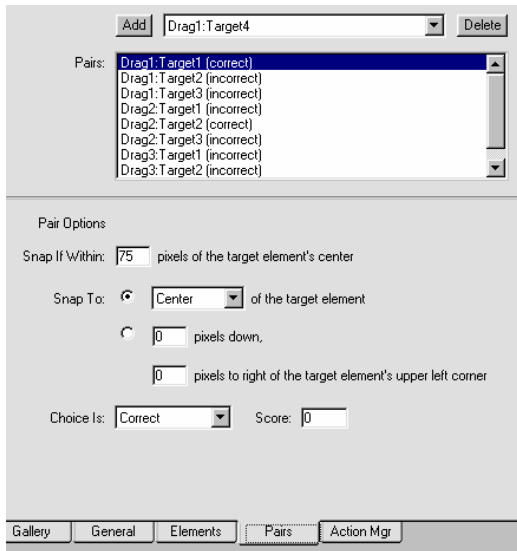 Add Drag1:Target4 Delete
Pairs:
Drag1:Target1 (correct)
Drag1:Target2 (incorrect)
Drag1:Target3 (incorrect)
Drag2:Target1 (incorrect)
Drag2:Target2 (correct)
Drag2:Target3 (incorrect)
Drag3:Target1 (incorrect)
Drag3:Target2 (incorrect)
Pair Options
Snap If Within: 75 pixels of the target element's center
Snap To: Center of the target element
0 pixels down,
0 pixels to right of the target element's upper left corner
Choice Is: Correct Score: 0
Gallery General Elements Pairs Action Mgr